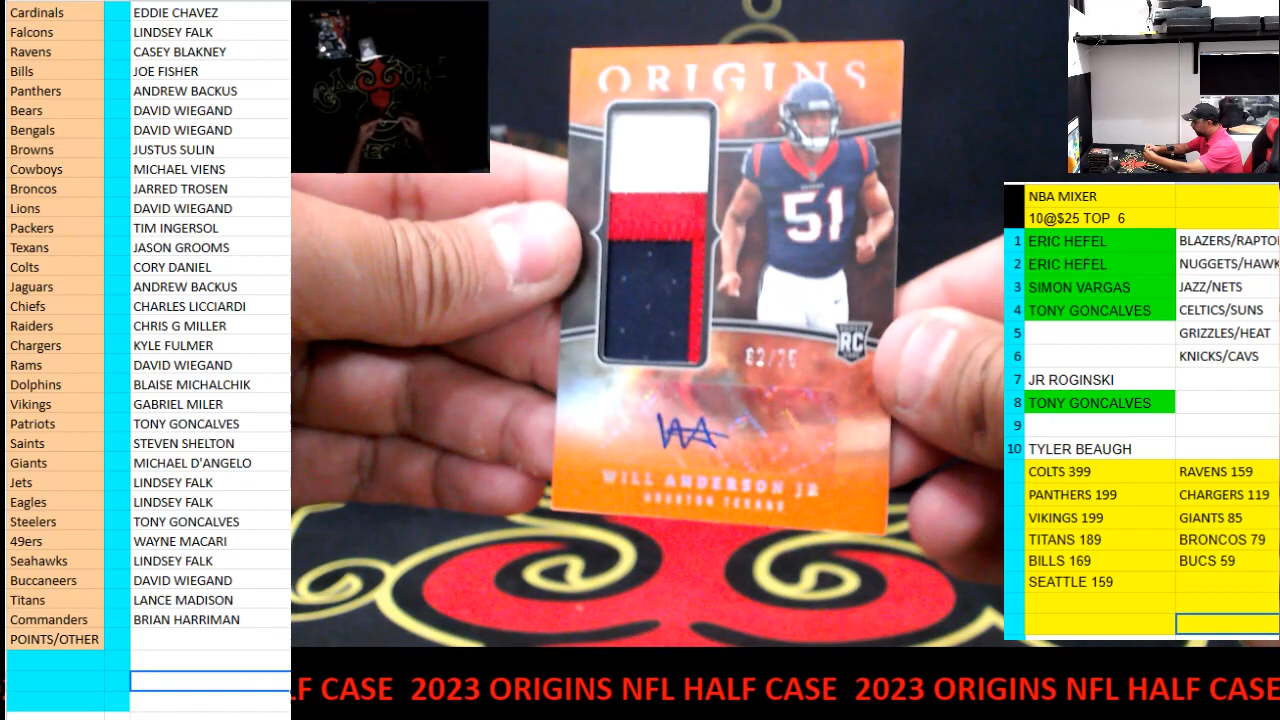 Cardinals EDDIE CHAVEZ
Falcons LINDSEY FALK
Ravens CASEY BLAKNEY
Bills JOE FISHER
Panthers ANDREW BACKUS
Bears DAVID WIEGAND
Bengals DAVID WIEGAND
Browns JUSTUS SULIN
Cowboys MICHAEL VIENS
Broncos JARRED TROSEN
Lions DAVID WIEGAND
Packers TIM INGERSOL
Texans JASON GROOMS
Colts CORY DANIEL
Jaguars ANDREW BACKUS
Chiefs CHARLES LICCIARDI
Raiders CHRIS G MILLER
Chargers KYLE FULMER
Rams DAVID WIEGAND
Dolphins BLAISE MICHALCHIK
Vikings GABRIEL MILER
Patriots TONY GONCALVES
Saints STEVEN SHELTON
Giants MICHAEL D'ANGELO
Jets LINDSEY FALK
Eagles LINDSEY FALK
Steelers TONY GONCALVES
49ers WAYNE MACARI
Seahawks LINDSEY FALK
Buccaneers DAVID WIEGAND
Titans LANCE MADISON
Commanders BRIAN HARRIMAN
POINTS/OTHER
ORIGINS
51
RC
WILL ANDERSON JR
HOUSTON TEXANS
NBA MIXER
10@$25 TOP 6
1 ERIC HEFEL BLAZERS/RAPTO
2 ERIC HEFEL NUGGETS/HAWK
3 SIMON VARGAS JAZZ/NETS
4 TONY GONCALVES CELTICS/SUNS
5 GRIZZLES/HEAT
6 KNICKS/CAVS
7 JR ROGINSKI
8 TONY GONCALVES
9
10 TYLER BEAUGH
COLTS 399 RAVENS 159
PANTHERS 199 CHARGERS 119
VIKINGS 199 GIANTS 85
TITANS 189 BRONCOS 79
BILLS 169 BUCS 59
SEATTLE 159
LF CASE 2023 ORIGINS NFL HALF CASE 2023 ORIGINS NFL HALF CASE